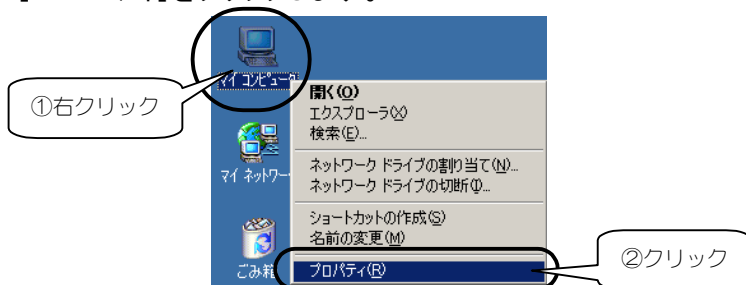 マイ コンピュータ
①右クリック
開く(O)
エクスプローラ(X)
検索(E)...
マイ ネットワー
ネットワーク ドライブの割り当て(N)...
ネットワーク ドライブの切断(I)...
ショートカットの作成(S)
名前の変更(M)
ごみ箱
プロパティ(R)
②クリック